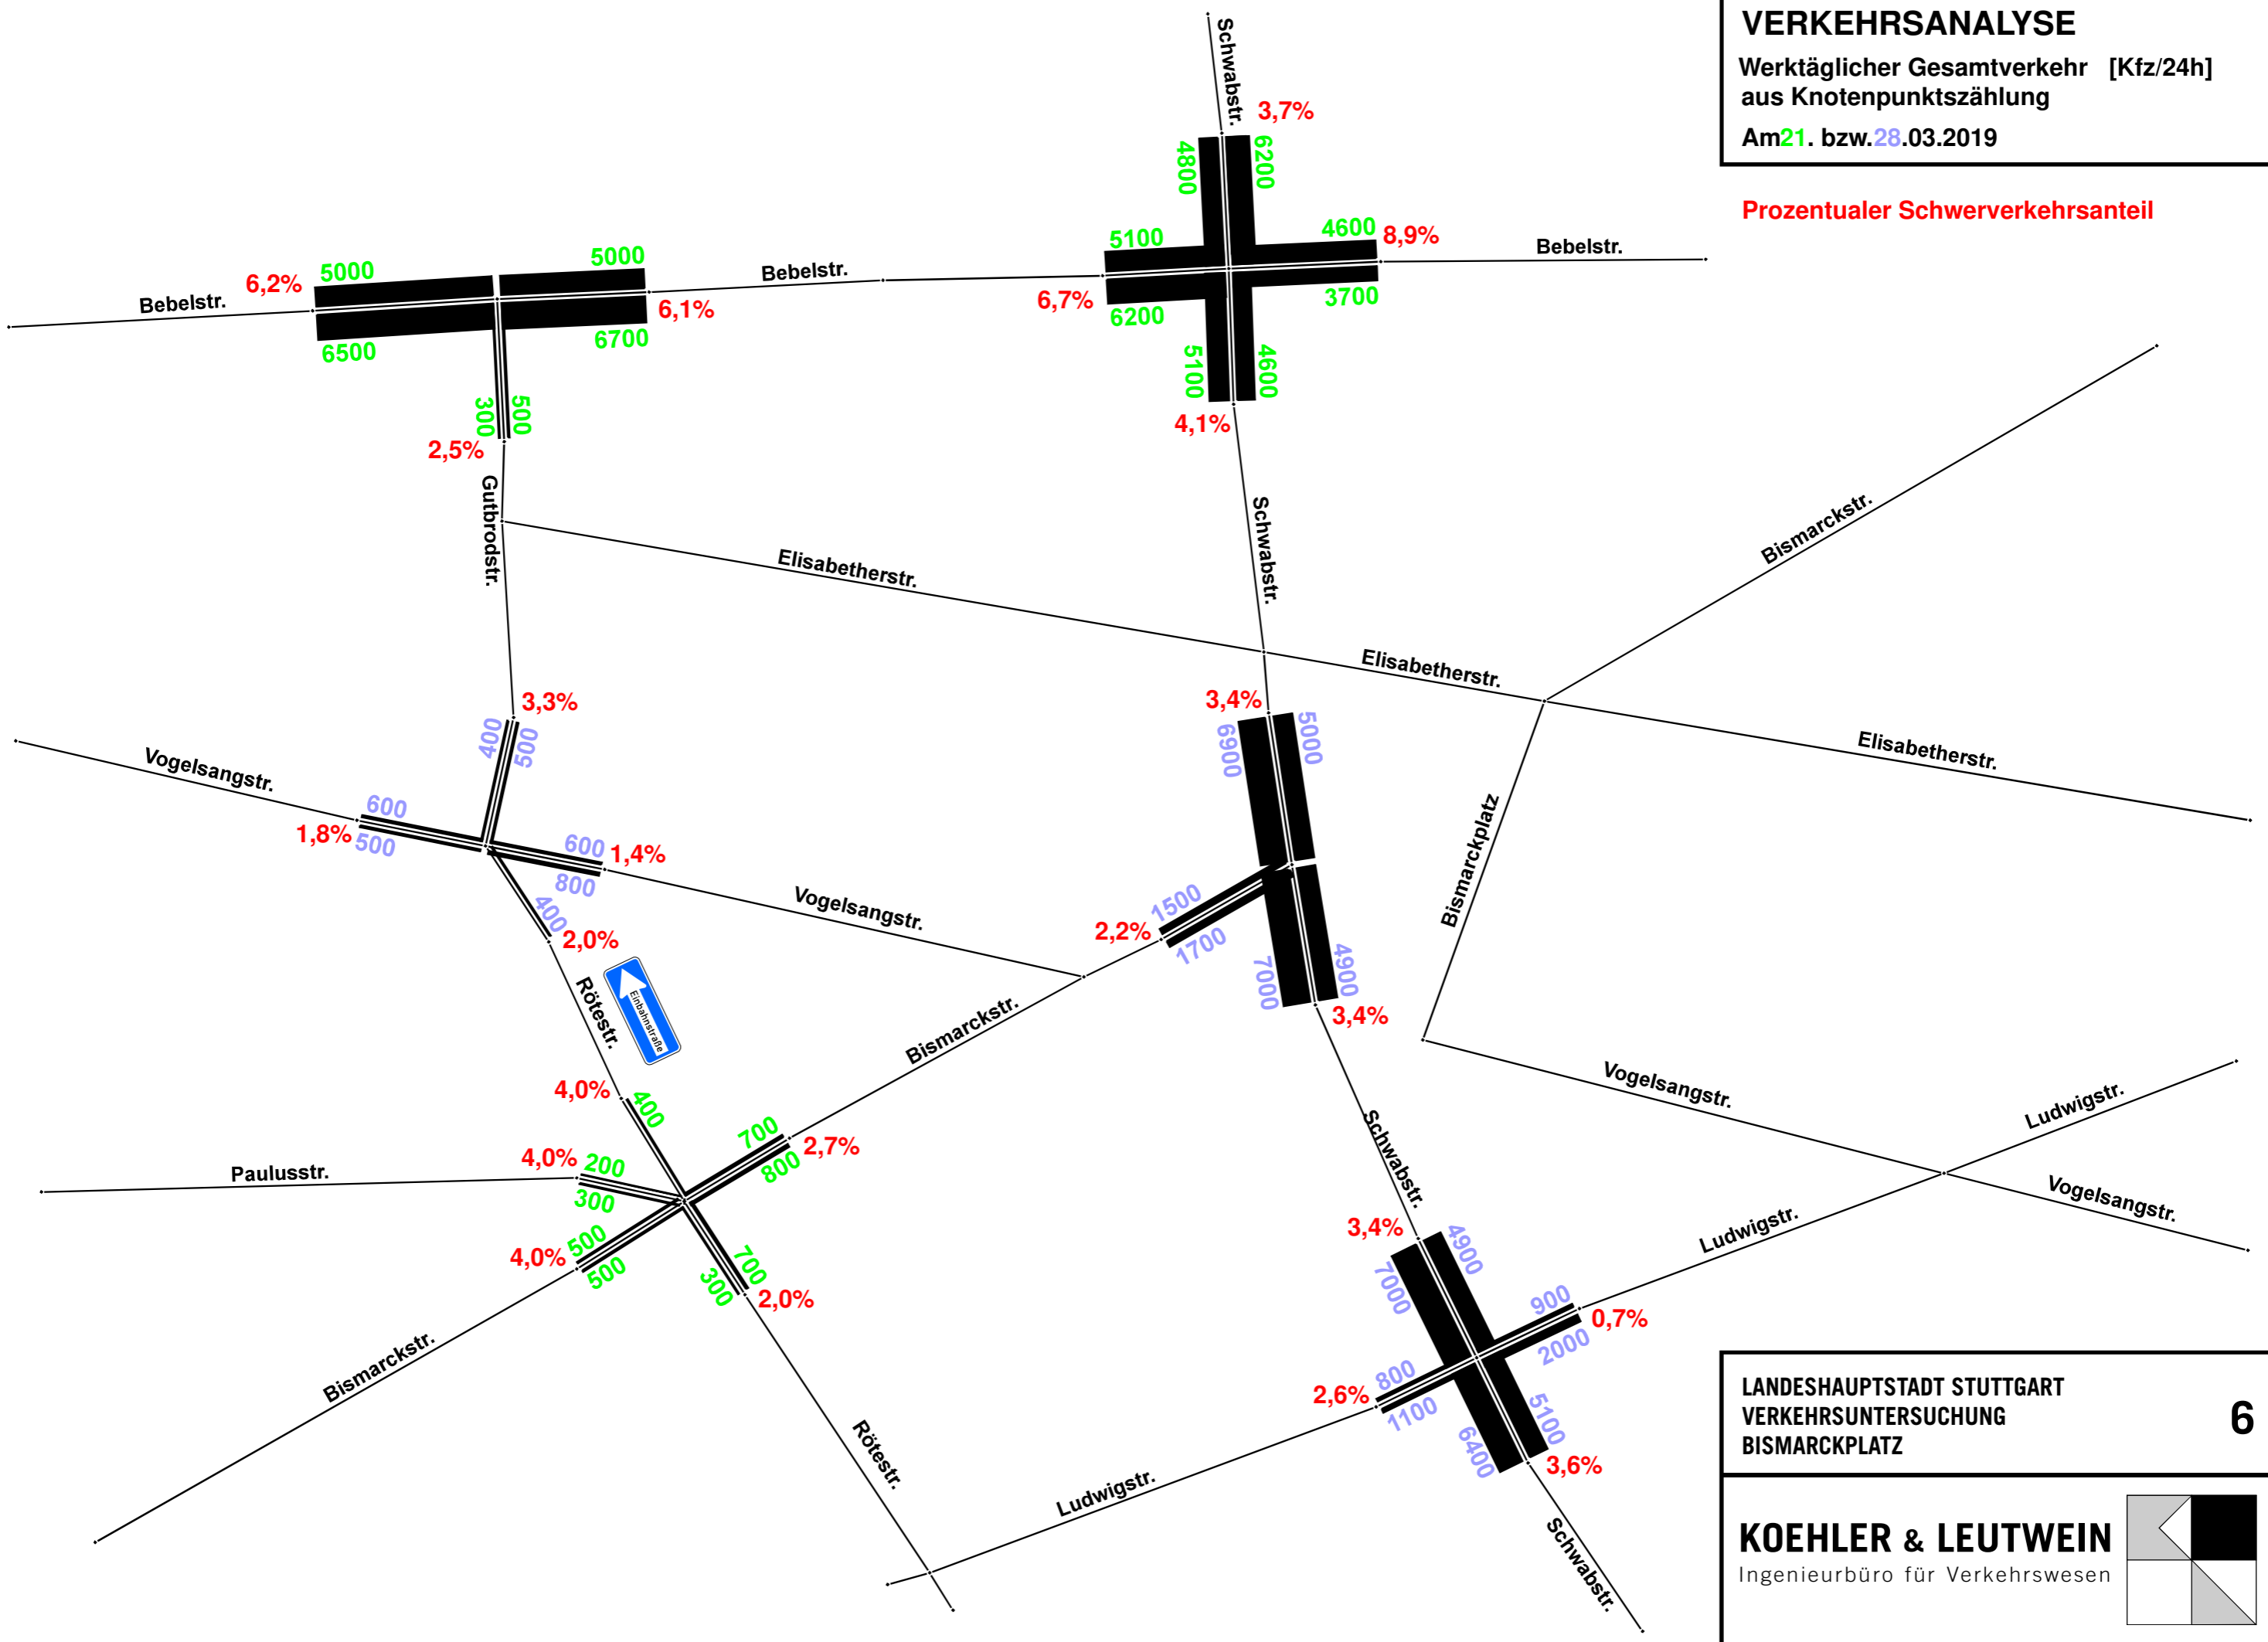 VERKEHRSANALYSE
Werktäglicher Gesamtverkehr [Kfz/24h]
aus Knotenpunktszählung
Am 21. bzw. 28.03.2019
Prozentualer Schwerverkehrsanteil
Schwabstr.
3,7%
4800
6200
5100
4600
8,9%
Bebelstr.
6,7%
6200
3700
5100
4600
4,1%
Bebelstr.
6,2%
5000
5000
Bebelstr.
6,1%
6500
6700
300
500
2,5%
Gutbrodstr.
Schwabstr.
Bismarckstr.
Elisabetherstr.
Elisabetherstr.
Elisabetherstr.
3,3%
400
500
Vogelsangstr.
600
1,8%
500
600
1,4%
800
400
2,0%
Vogelsangstr.
3,4%
6900
5000
1500
2,2%
1700
7000
4900
3,4%
Bismarckplatz
Rötestr.
Einbahnstraße
Bismarckstr.
Vogelsangstr.
Ludwigstr.
4,0%
400
700
2,7%
800
Paulusstr.
4,0%
200
300
500
4,0%
500
700
300
2,0%
Schwabstr.
Vogelsangstr.
Ludwigstr.
3,4%
4900
7000
900
0,7%
2000
800
2,6%
1100
5100
6400
3,6%
Bismarckstr.
Rötestr.
Ludwigstr.
Schwabstr.
LANDESHAUPTSTADT STUTTGART
VERKEHRSUNTERSUCHUNG
BISMARCKPLATZ
6
KOEHLER & LEUTWEIN
Ingenieurbüro für Verkehrswesen